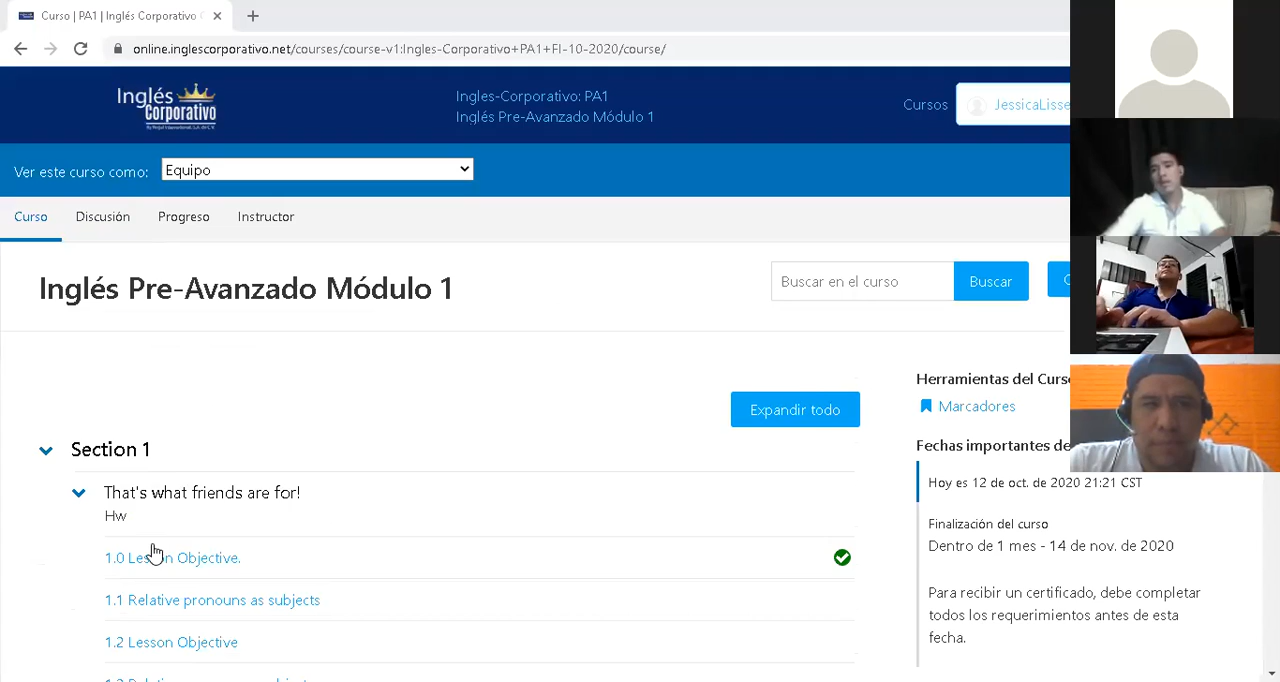 Curso | PA1 | Inglés Corporativo
online.inglescorporativo.net/courses/course-v1:Ingles-Corporativo+PA1+FI-10-2020/course/
Inglés
Corporativo
Ingles-Corporativo: PA1
Inglés Pre-Avanzado Módulo 1
Cursos
JessicaLisse
Ver este curso como:
Equipo
Curso
Discusión
Progreso
Instructor
Inglés Pre-Avanzado Módulo 1
Buscar en el curso
Buscar
Expandir todo
Herramientas del Curso
Marcadores
Fechas importantes de
Hoy es 12 de oct. de 2020 21:21 CST
Finalización del curso
Dentro de 1 mes - 14 de nov. de 2020
Para recibir un certificado, debe completar
todos los requerimientos antes de esta
fecha.
Section 1
That's what friends are for!
Hw
1.0 Lesson Objective.
1.1 Relative pronouns as subjects
1.2 Lesson Objective